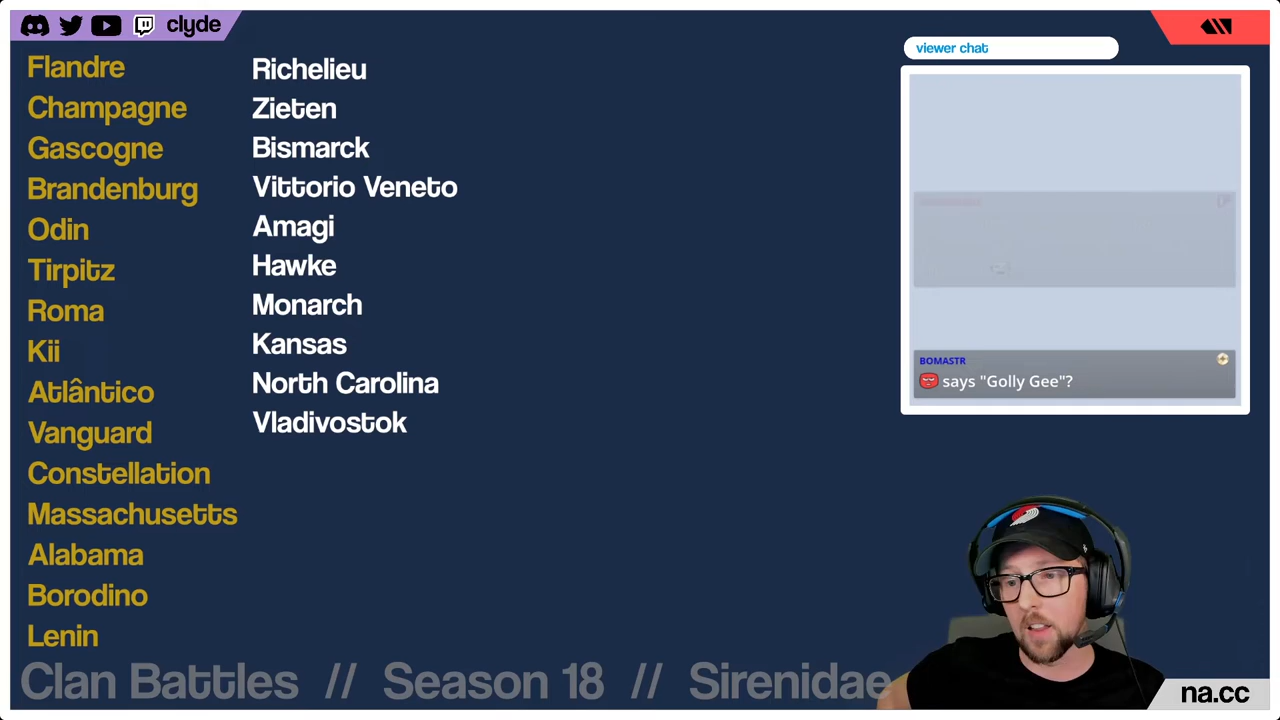 clyde
Flandre
Champagne
Gascogne
Brandenburg
Odin
Tirpitz
Roma
Kii
Atlântico
Vanguard
Constellation
Massachusetts
Alabama
Borodino
Lenin
Richelieu
Zieten
Bismarck
Vittorio Veneto
Amagi
Hawke
Monarch
Kansas
North Carolina
Vladivostok
viewer chat
BOMASTR
says "Golly Gee"?
Clan Battles // Season 18 // Sirenidae
na.cc